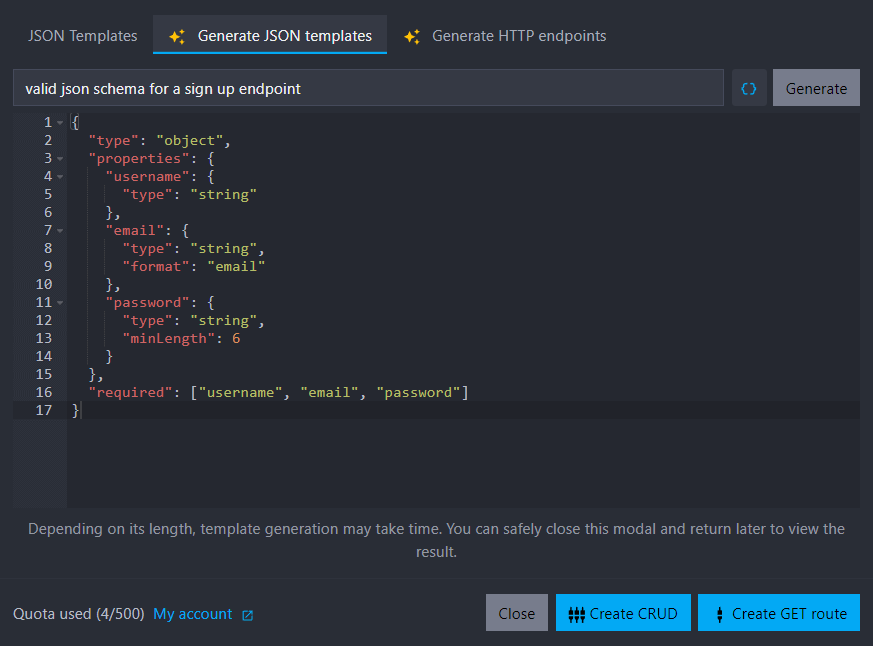 JSON Templates Generate JSON templates Generate HTTP endpoints
valid json schema for a sign up endpoint {} Generate
1 {
2 "type": "object",
3 "properties": {
4 "username": {
5 "type": "string"
6 },
7 "email": {
8 "type": "string",
9 "format": "email"
10 },
11 "password": {
12 "type": "string",
13 "minLength": 6
14 }
15 },
16 "required": ["username", "email", "password"]
17 }
Depending on its length, template generation may take time. You can safely close this modal and return later to view the
result.
Quota used (4/500) My account Close Create CRUD Create GET route